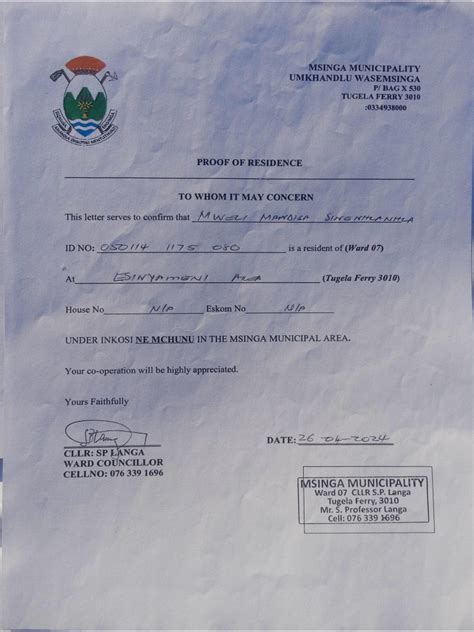 MSINGA MUNICIPALITY
UMKHANDLU WASEMSINGA
P/ BAG X 530
TUGELA FERRY 3010
:0334938000
PROOF OF RESIDENCE
TO WHOM IT MAY CONCERN
This letter serves to confirm that MWELI MANDISA
ID NO: 050114 1175 080 is a resident of (Ward 07)
At ESINYAMENI AREA (Tugela Ferry 3010)
House No N/A Eskom No N/A
UNDER INKOSI NE MCHUNU IN THE MSINGA MUNICIPAL AREA.
Your co-operation will be highly appreciated.
Yours Faithfully
CLLR: SP LANGA
WARD COUNCILLOR
CELLNO: 076 339 1696
DATE: 26-04-2024
MSINGA MUNICIPALITY
Ward 07 CLLR S.P. Langa
Tugela Ferry, 3010
Mr. S. Professor Langa
Cell: 076 339 1696